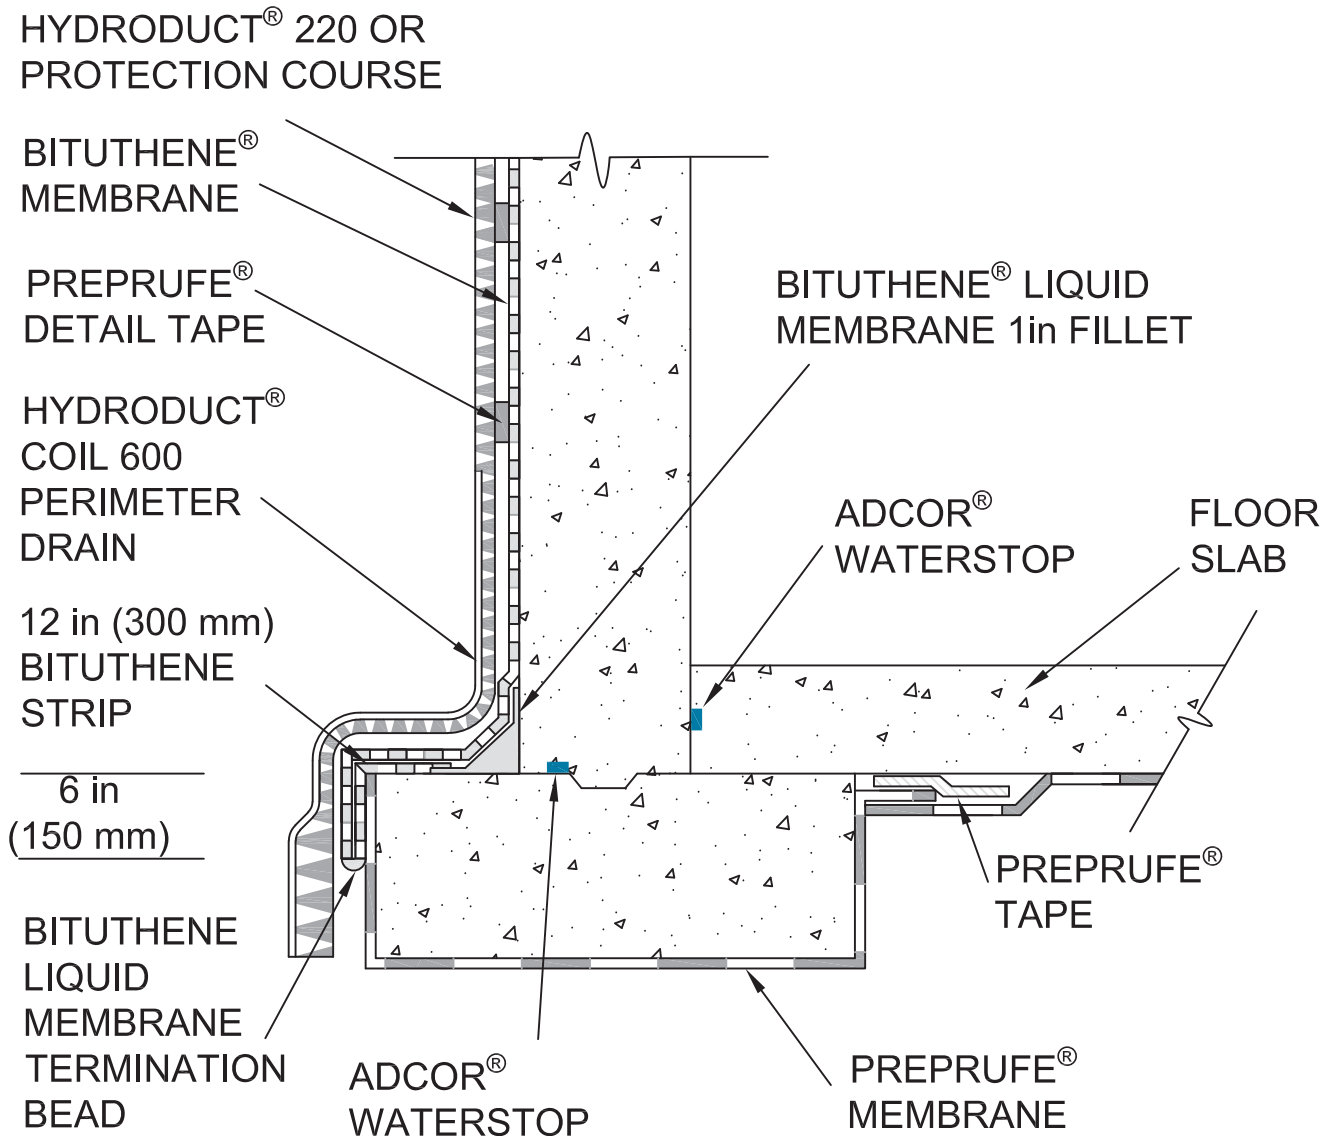 HYDRODUCT® 220 OR
PROTECTION COURSE
BITUTHENE®
MEMBRANE
PREPRUFE®
DETAIL TAPE
HYDRODUCT®
COIL 600
PERIMETER
DRAIN
12 in (300 mm)
BITUTHENE
STRIP
6 in
(150 mm)
BITUTHENE
LIQUID
MEMBRANE
TERMINATION
BEAD
BITUTHENE® LIQUID
MEMBRANE 1in FILLET
ADCOR®
WATERSTOP
FLOOR
SLAB
PREPRUFE®
TAPE
ADCOR®
WATERSTOP
PREPRUFE®
MEMBRANE